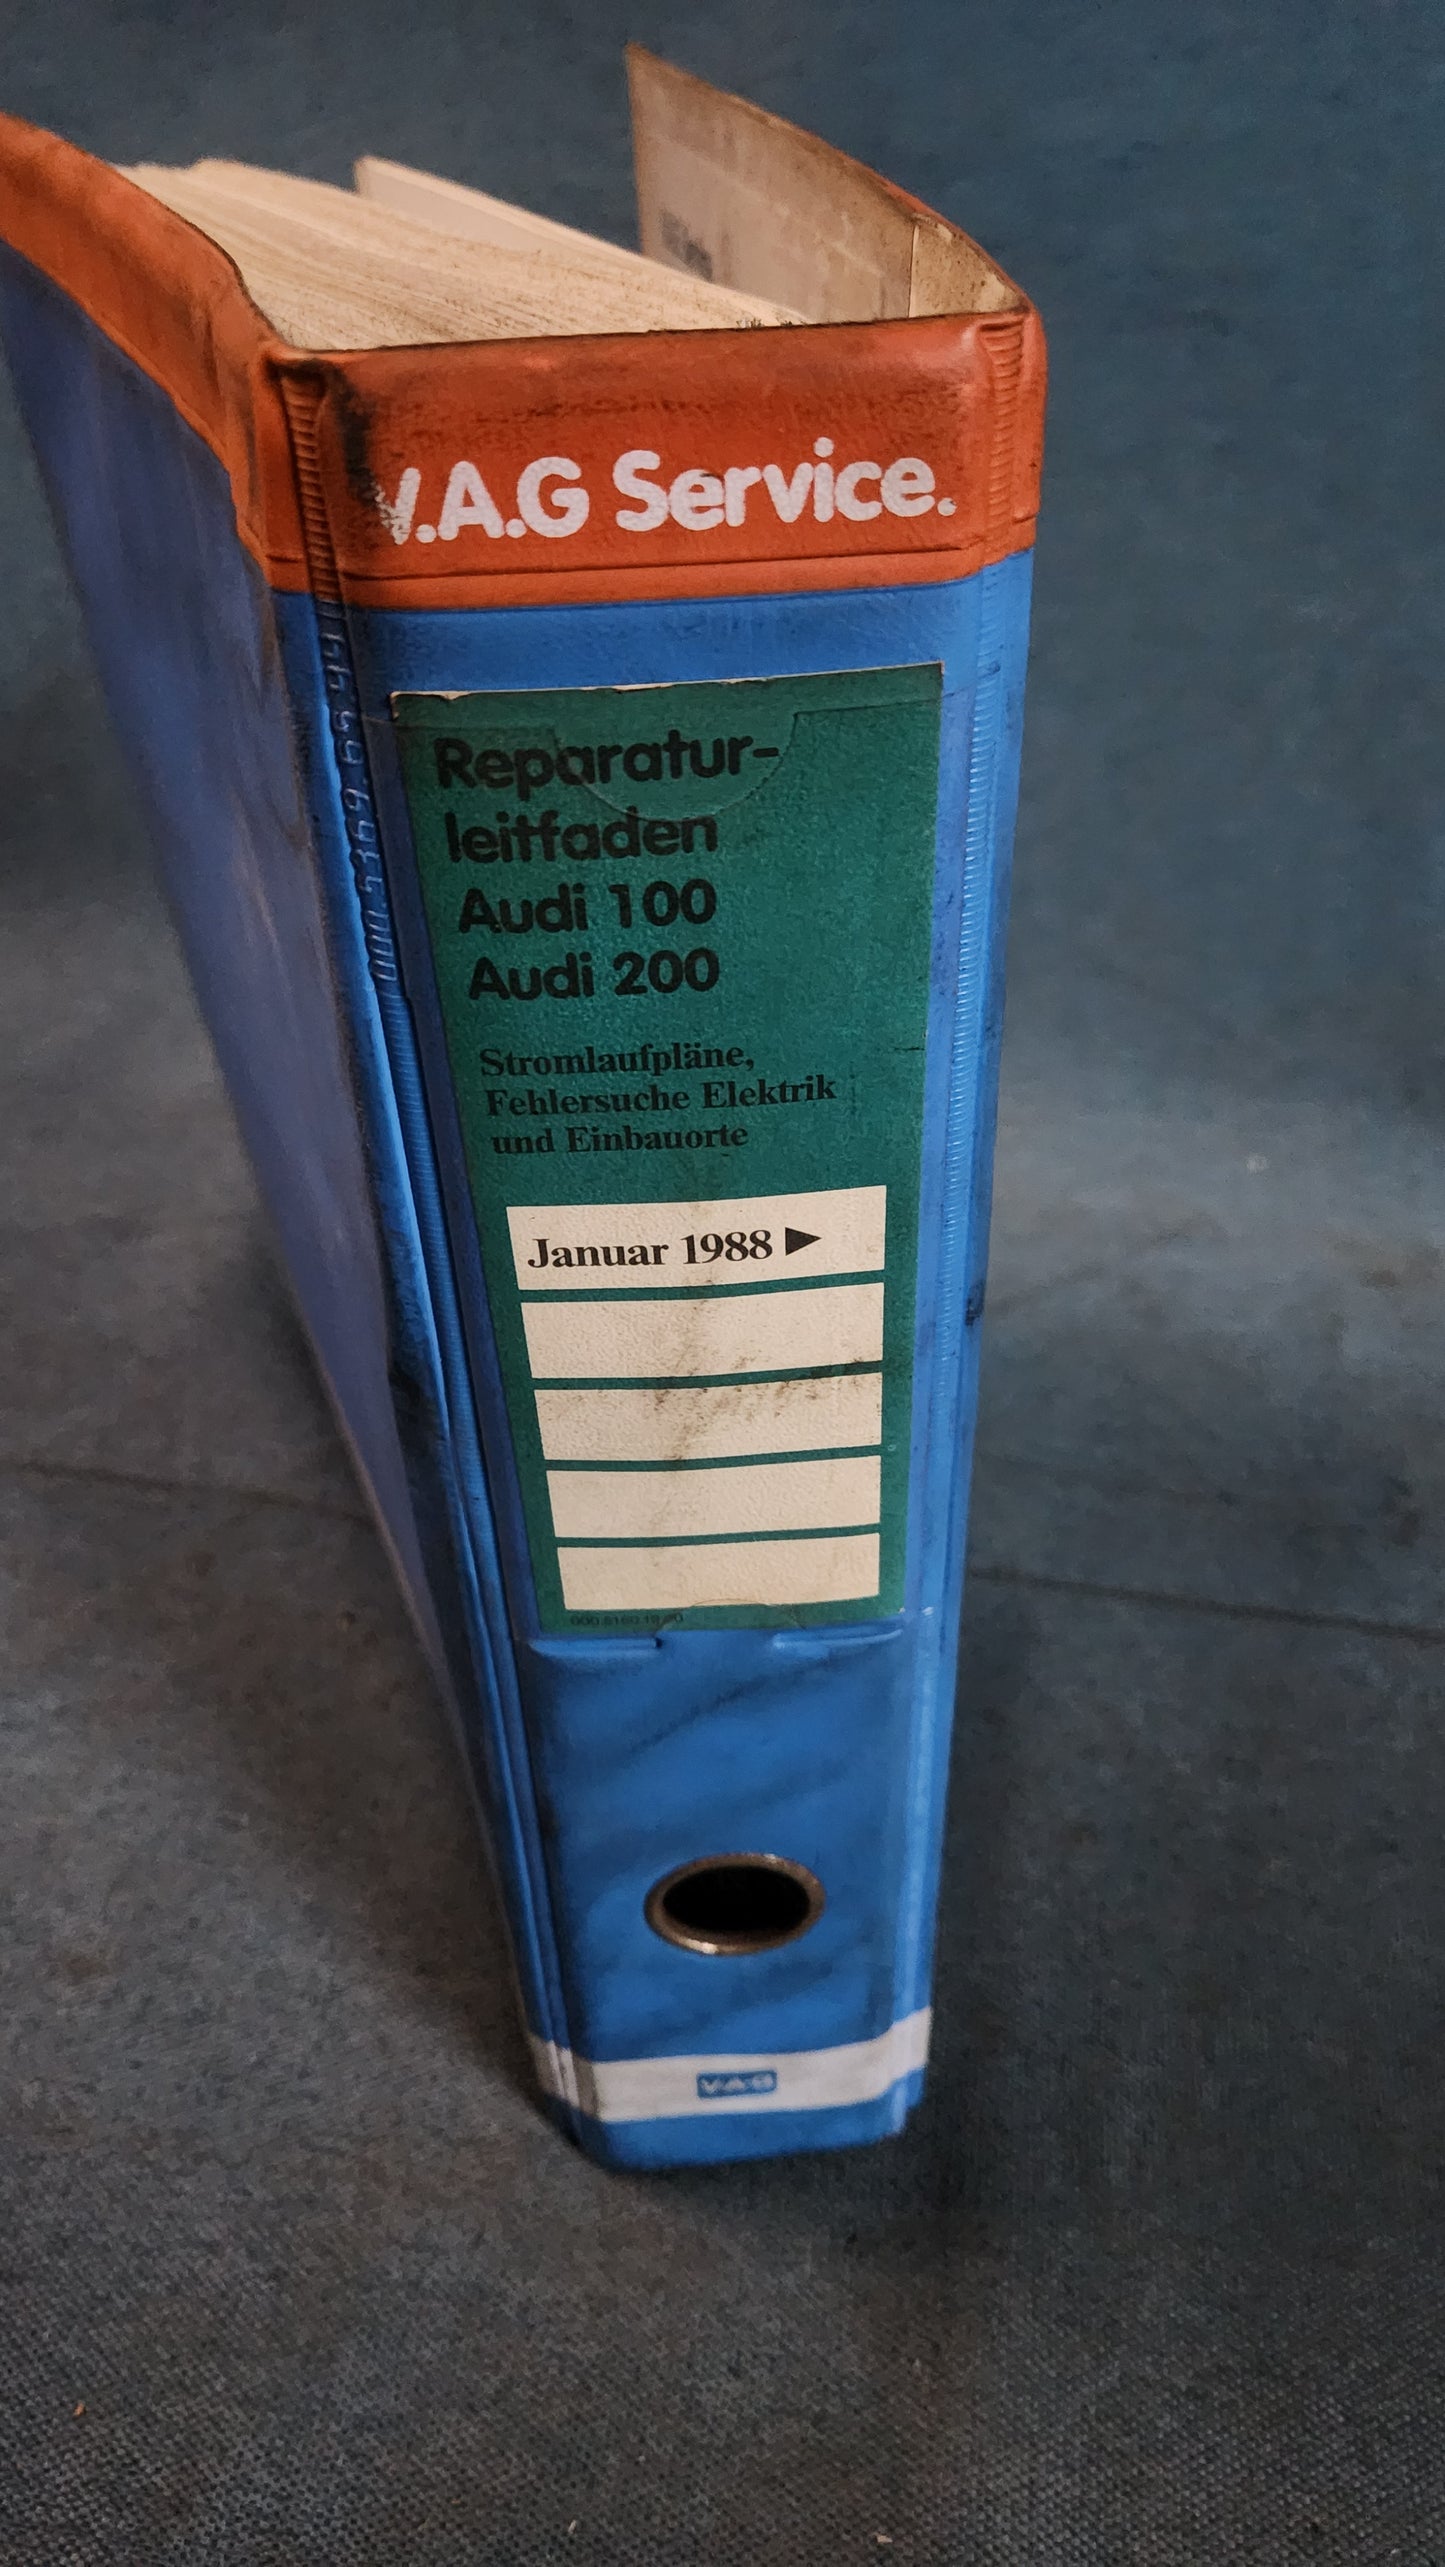 V.A.G Service.
Reparatur-
leitfaden
Audi 100
Audi 200
Stromlaufpläne,
Fehlersuche Elektrik
und Einbauorte
Januar 1988 ►
V·A·G